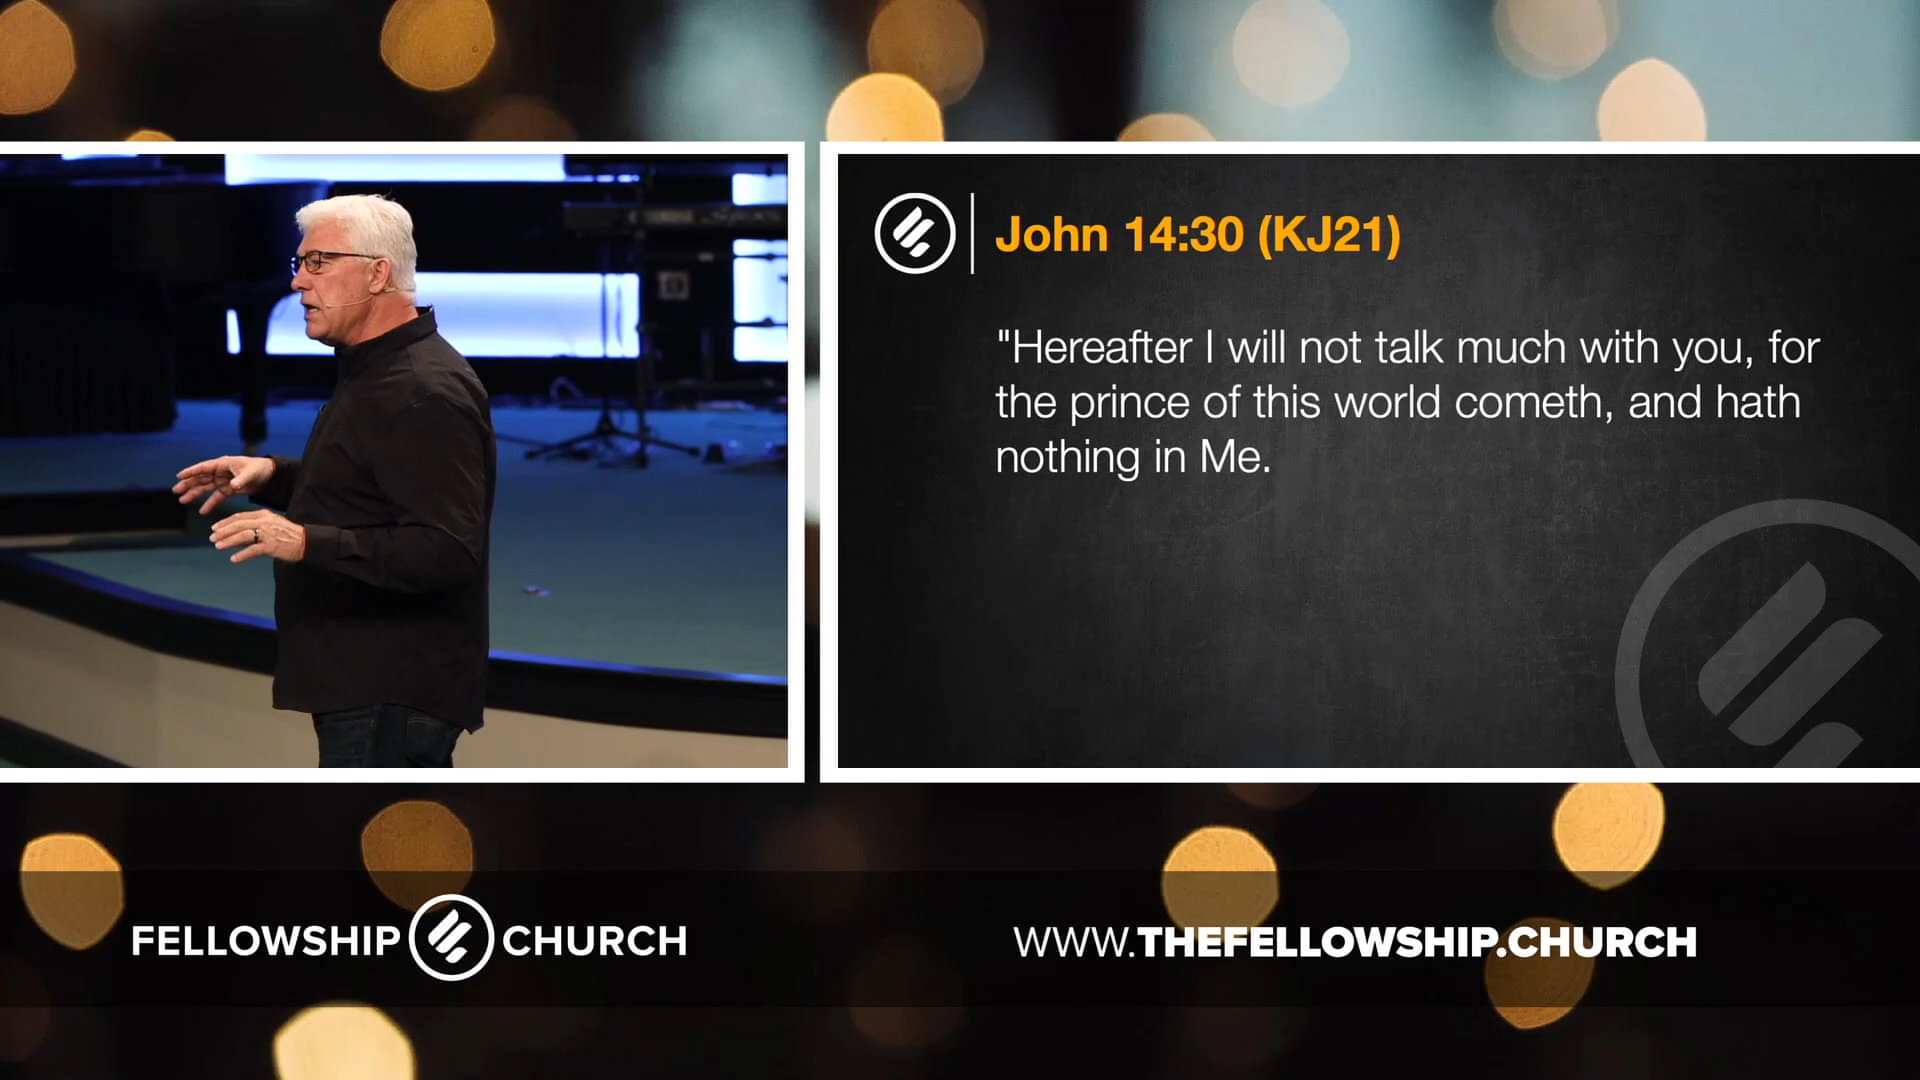 John 14:30 (KJ21)
"Hereafter I will not talk much with you, for
the prince of this world cometh, and hath
nothing in Me.
FELLOWSHIP CHURCH
WWW.THEFELLOWSHIP.CHURCH